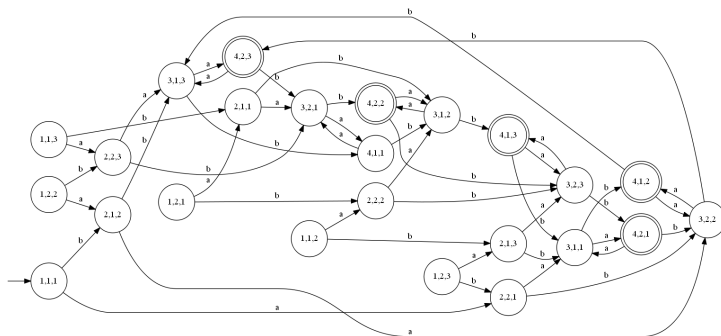 b
b
4,2,3
a
a
3,1,3
b
b
a
2,1,1
a
3,2,1
b
4,2,2
a
a
3,1,2
b
4,1,3
1,1,3
b
a
b
a
a
a
a
2,2,3
b
b
4,1,1
b
b
3,2,3
1,2,2
b
a
a
b
a
b
4,1,2
a
a
1,2,1
b
2,2,2
b
b
2,1,2
a
a
b
3,2,2
1,1,2
b
2,1,3
b
3,1,1
a
a
4,2,1
b
b
a
1,2,3
b
a
1,1,1
a
2,2,1
b
a